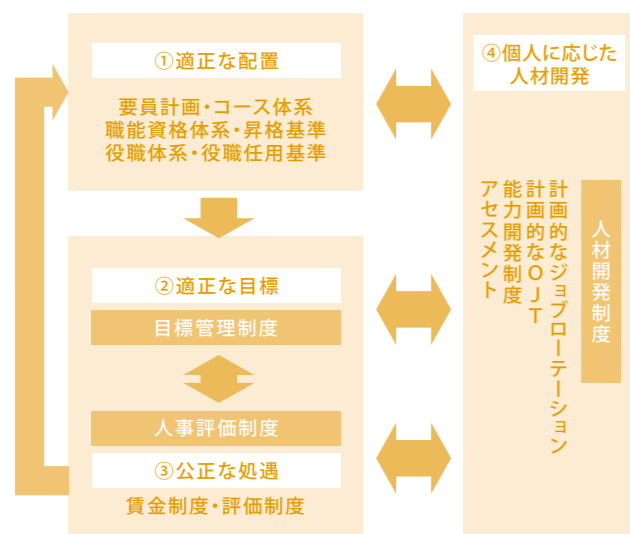 ①適正な配置
要員計画・コース体系
職能資格体系・昇格基準
役職体系・役職任用基準
②適正な目標
目標管理制度
人事評価制度
③公正な処遇
賃金制度・評価制度
④個人に応じた
人材開発
人材開発制度
計画的なジョブローテーション
計画的なOJT
能力開発制度
アセスメント